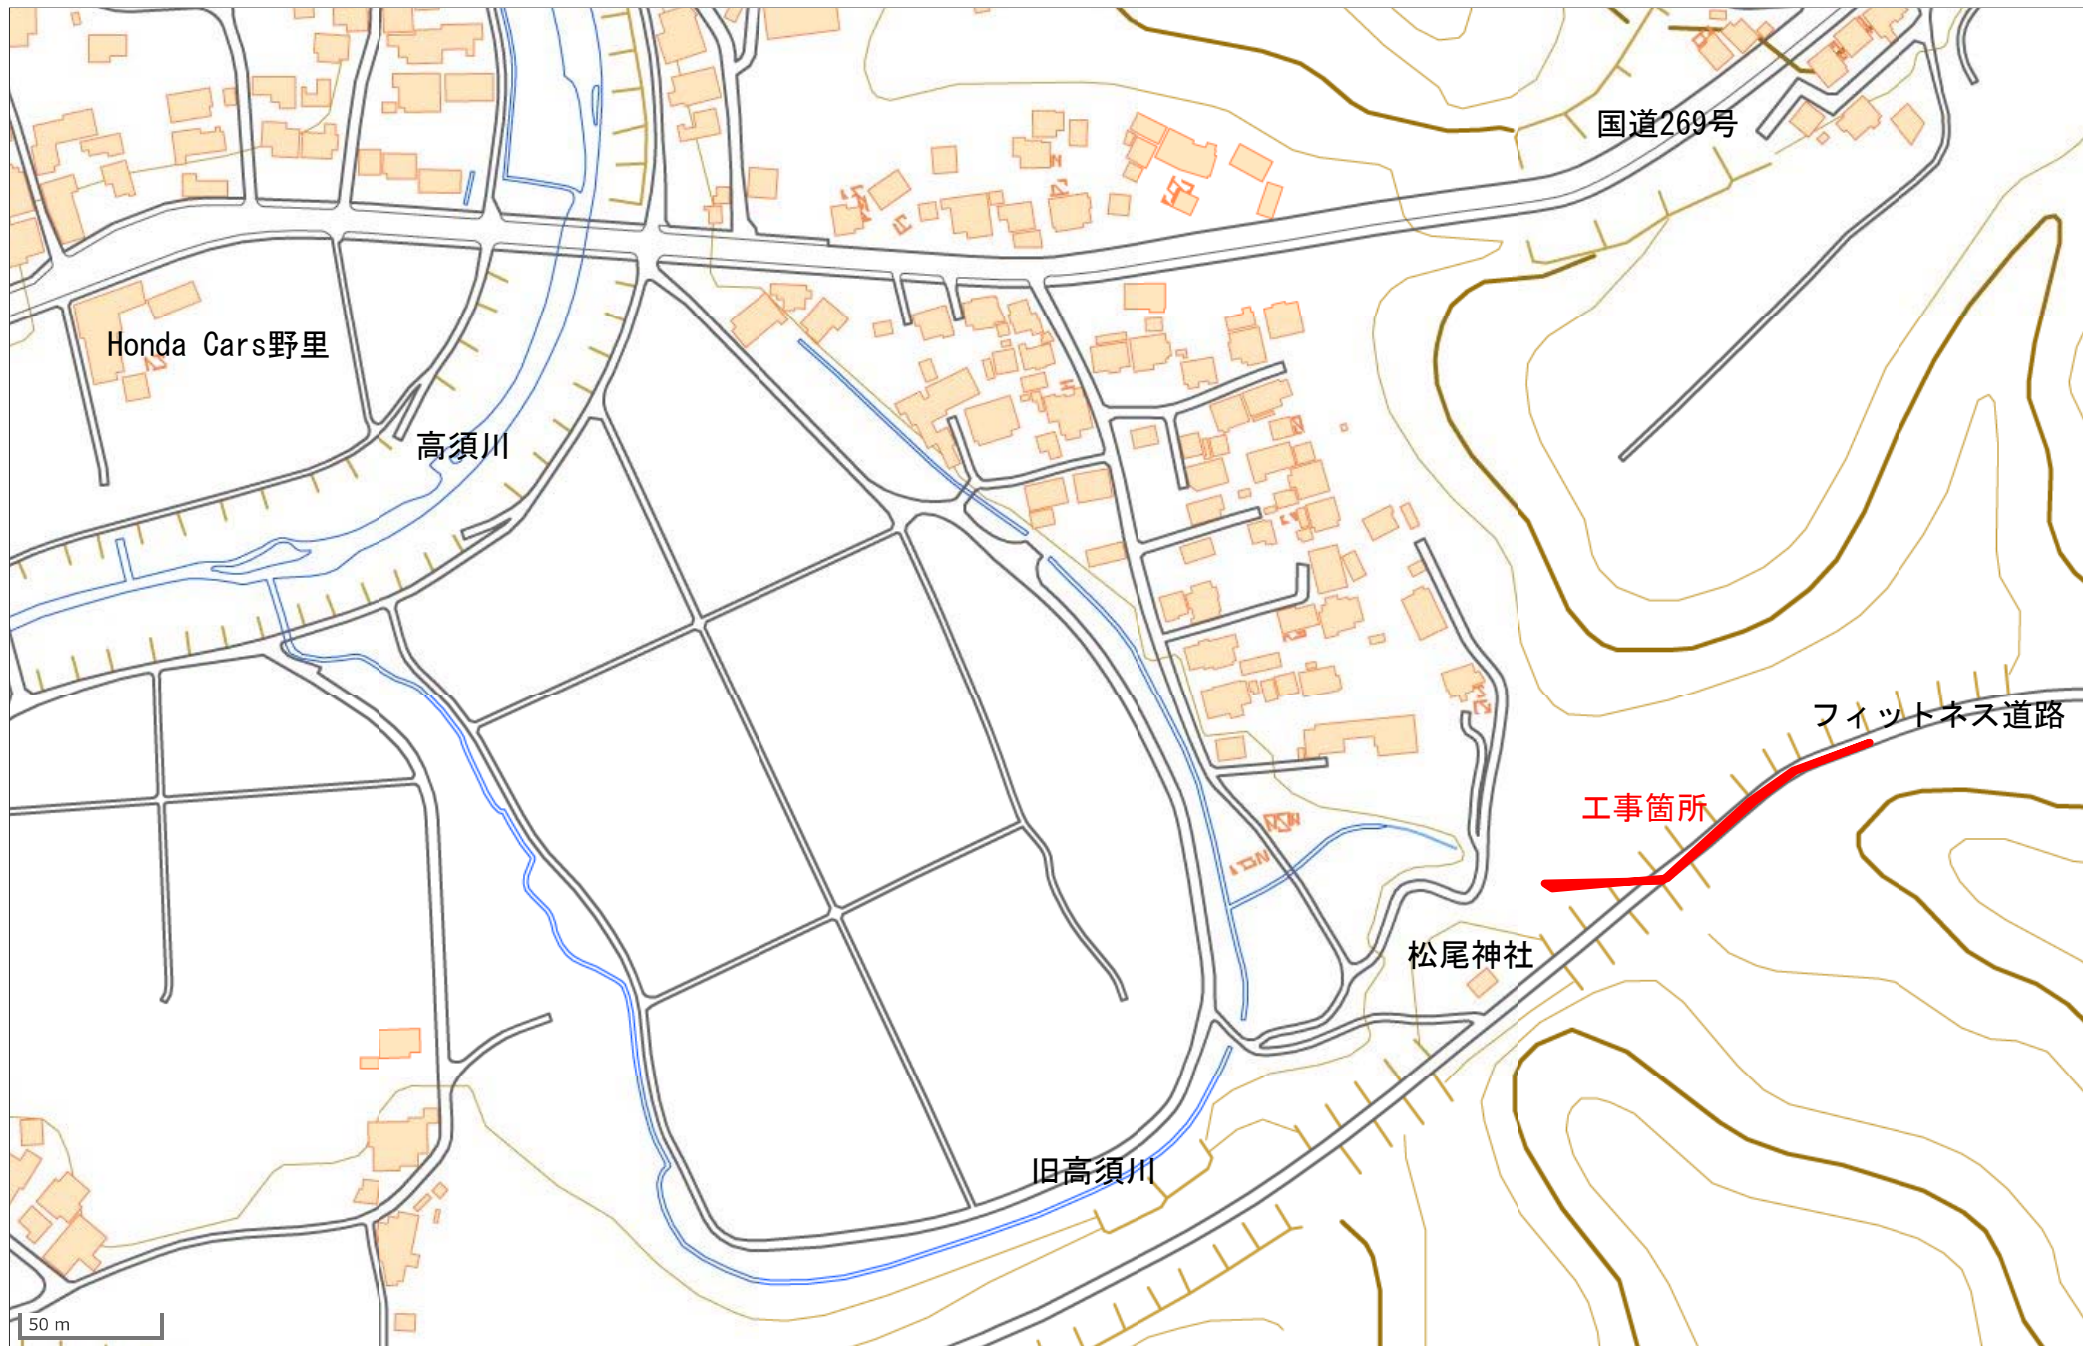 国道269号
Honda Cars野里
高須川
フィットネス道路
工事箇所
松尾神社
旧高須川
50 m